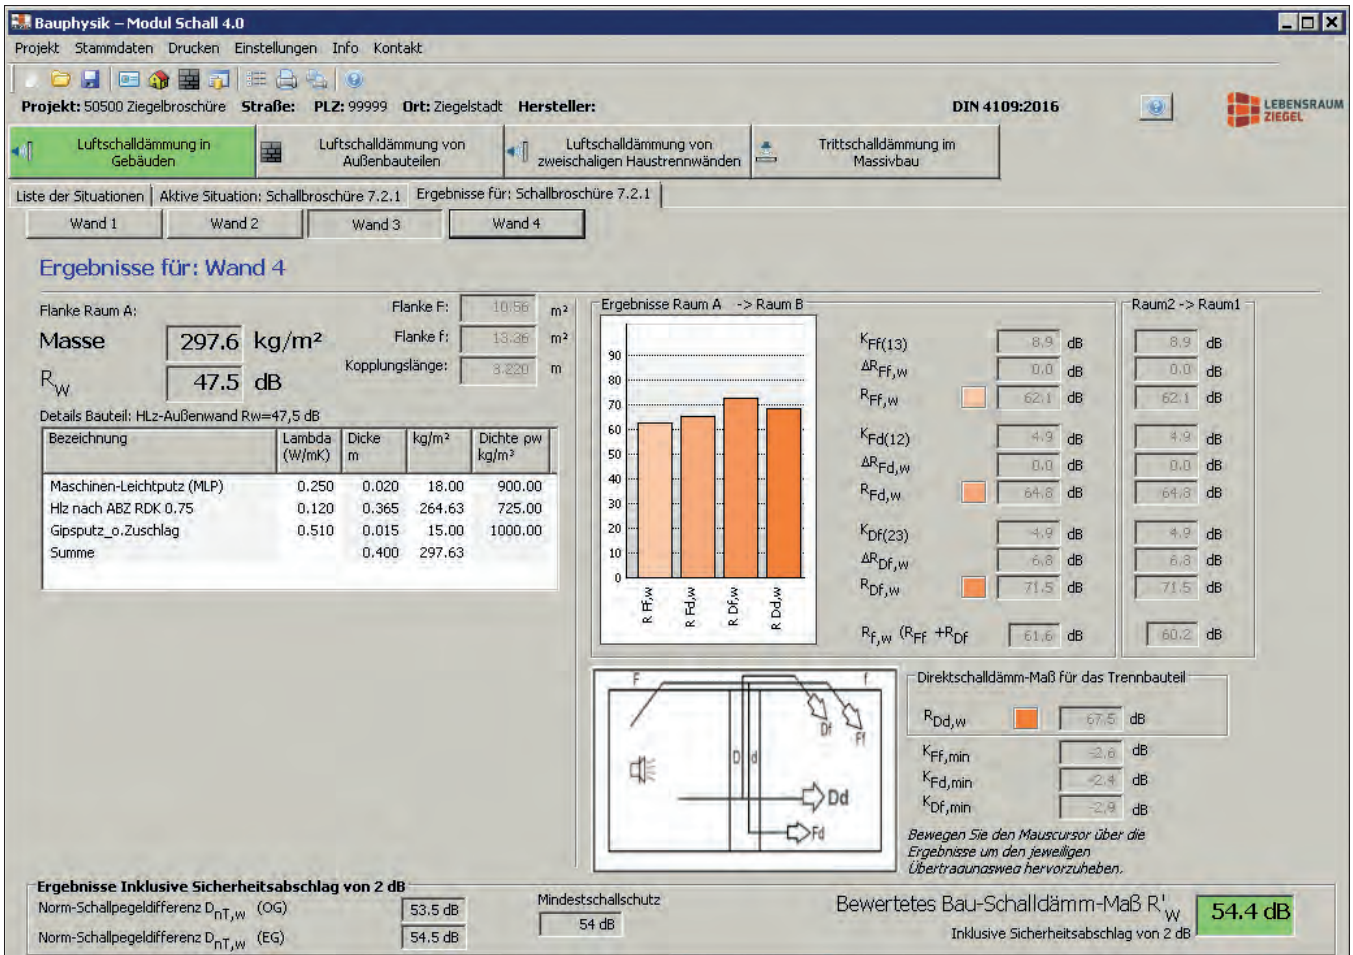 Bauphysik – Modul Schall 4.0
Projekt Stammdaten Drucken Einstellungen Info Kontakt
Projekt: 50500 Ziegelbroschüre Straße: PLZ: 99999 Ort: Ziegelstadt Hersteller: DIN 4109:2016
LEBENSRAUM
ZIEGEL
Luftschalldämmung in
Gebäuden
Luftschalldämmung von
Außenbauteilen
Luftschalldämmung von
zweischaligen Haustrennwänden
Trittschalldämmung im
Massivbau
Liste der Situationen Aktive Situation: Schallbroschüre 7.2.1 Ergebnisse für: Schallbroschüre 7.2.1
Wand 1 Wand 2 Wand 3 Wand 4
Ergebnisse für: Wand 4
Flanke Raum A: Flanke F: 10.56 m²
Masse 297.6 kg/m² Flanke f: 13.36 m²
RW 47.5 dB Kopplungslänge: 3.220 m
Details Bauteil: HLz-Außenwand Rw=47,5 dB
Bezeichnung Lambda (W/mK) Dicke m kg/m² Dichte ρw kg/m³
Maschinen-Leichtputz (MLP) 0.250 0.020 18.00 900.00
Hlz nach ABZ RDK 0.75 0.120 0.365 264.63 725.00
Gipsputz_o.Zuschlag 0.510 0.015 15.00 1000.00
Summe 0.400 297.63
Ergebnisse Raum A -> Raum B
90
80
70
60
50
40
30
20
10
0
R Ff,w R Fd,w R Df,w R Dd,w
Raum2 -> Raum1
KFf(13) 8.9 dB 8.9 dB
ΔRFf,w 0.0 dB 0.0 dB
RFf,w 62.1 dB 62.1 dB
KFd(12) 4.9 dB 4.9 dB
ΔRFd,w 0.0 dB 0.0 dB
RFd,w 64.8 dB 64.8 dB
KDf(23) 4.9 dB 4.9 dB
ΔRDf,w 6.8 dB 6.8 dB
RDf,w 71.5 dB 71.5 dB
Rf,w (RFf +RDf 61.6 dB 60.2 dB
F f
Df Ff
D d
Dd
Fd
Direktschalldämm-Maß für das Trennbauteil
RDd,w 67.5 dB
KFf,min -2.6 dB
KFd,min -2.4 dB
KDf,min -2.9 dB
Bewegen Sie den Mauscursor über die
Ergebnisse um den jeweiligen
Übertragungsweg hervorzuheben.
Ergebnisse Inklusive Sicherheitsabschlag von 2 dB
Norm-Schallpegeldifferenz DnT,w (OG) 53.5 dB
Norm-Schallpegeldifferenz DnT,w (EG) 54.5 dB
Mindestschallschutz
54 dB
Bewertetes Bau-Schalldämm-Maß R'w 54.4 dB
Inklusive Sicherheitsabschlag von 2 dB